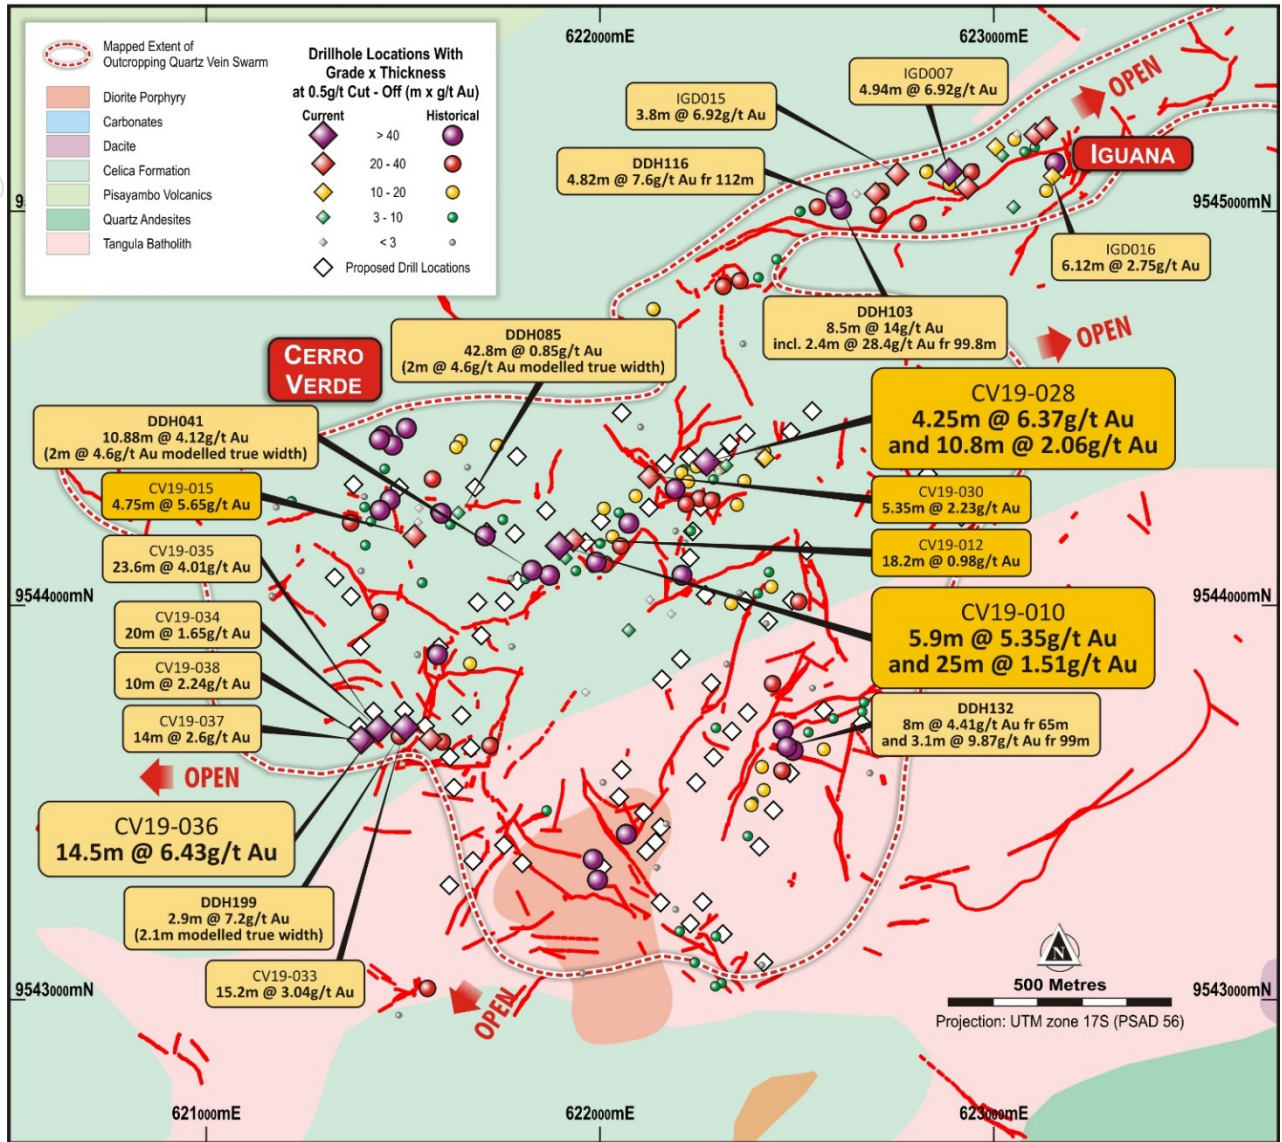 622000mE
623000mE
Mapped Extent of
Outcropping Quartz Vein Swarm
Diorite Porphyry
Carbonates
Dacite
Celica Formation
Pisayambo Volcanics
Quartz Andesites
Tangula Batholith
Drillhole Locations With
Grade x Thickness
at 0.5g/t Cut - Off (m x g/t Au)
Current
Historical
> 40
20 - 40
10 - 20
3 - 10
< 3
Proposed Drill Locations
IGD007
4.94m @ 6.92g/t Au
IGD015
3.8m @ 6.92g/t Au
OPEN
IGUANA
DDH116
4.82m @ 7.6g/t Au fr 112m
9545000mN
IGD016
6.12m @ 2.75g/t Au
DDH103
8.5m @ 14g/t Au
incl. 2.4m @ 28.4g/t Au fr 99.8m
OPEN
DDH085
42.8m @ 0.85g/t Au
(2m @ 4.6g/t Au modelled true width)
CERRO
VERDE
CV19-028
4.25m @ 6.37g/t Au
and 10.8m @ 2.06g/t Au
DDH041
10.88m @ 4.12g/t Au
(2m @ 4.6g/t Au modelled true width)
CV19-015
4.75m @ 5.65g/t Au
CV19-030
5.35m @ 2.23g/t Au
CV19-035
23.6m @ 4.01g/t Au
CV19-012
18.2m @ 0.98g/t Au
9544000mN
9544000mN
CV19-034
20m @ 1.65g/t Au
CV19-010
5.9m @ 5.35g/t Au
and 25m @ 1.51g/t Au
CV19-038
10m @ 2.24g/t Au
CV19-037
14m @ 2.6g/t Au
DDH132
8m @ 4.41g/t Au fr 65m
and 3.1m @ 9.87g/t Au fr 99m
OPEN
CV19-036
14.5m @ 6.43g/t Au
DDH199
2.9m @ 7.2g/t Au
(2.1m modelled true width)
CV19-033
15.2m @ 3.04g/t Au
OPEN
N
500 Metres
Projection: UTM zone 17S (PSAD 56)
9543000mN
9543000mN
621000mE
622000mE
623000mE